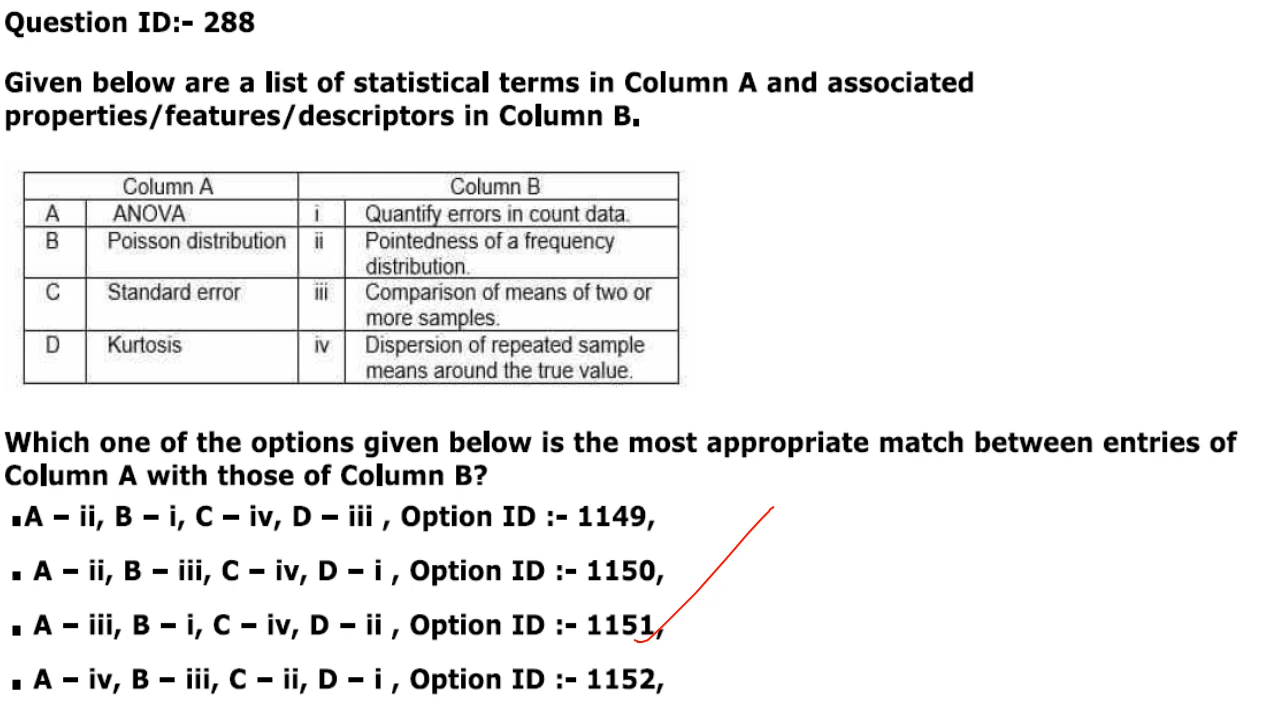 Question ID:- 288
Given below are a list of statistical terms in Column A and associated
properties/features/descriptors in Column B.
Column A Column B
A ANOVA i Quantify errors in count data.
B Poisson distribution ii Pointedness of a frequency
distribution.
C Standard error iii Comparison of means of two or
more samples.
D Kurtosis iv Dispersion of repeated sample
means around the true value.
Which one of the options given below is the most appropriate match between entries of
Column A with those of Column B?
▪A – ii, B – i, C – iv, D – iii , Option ID :- 1149,
▪ A – ii, B – iii, C – iv, D – i , Option ID :- 1150,
▪ A – iii, B – i, C – iv, D – ii , Option ID :- 1151,
▪ A – iv, B – iii, C – ii, D – i , Option ID :- 1152,